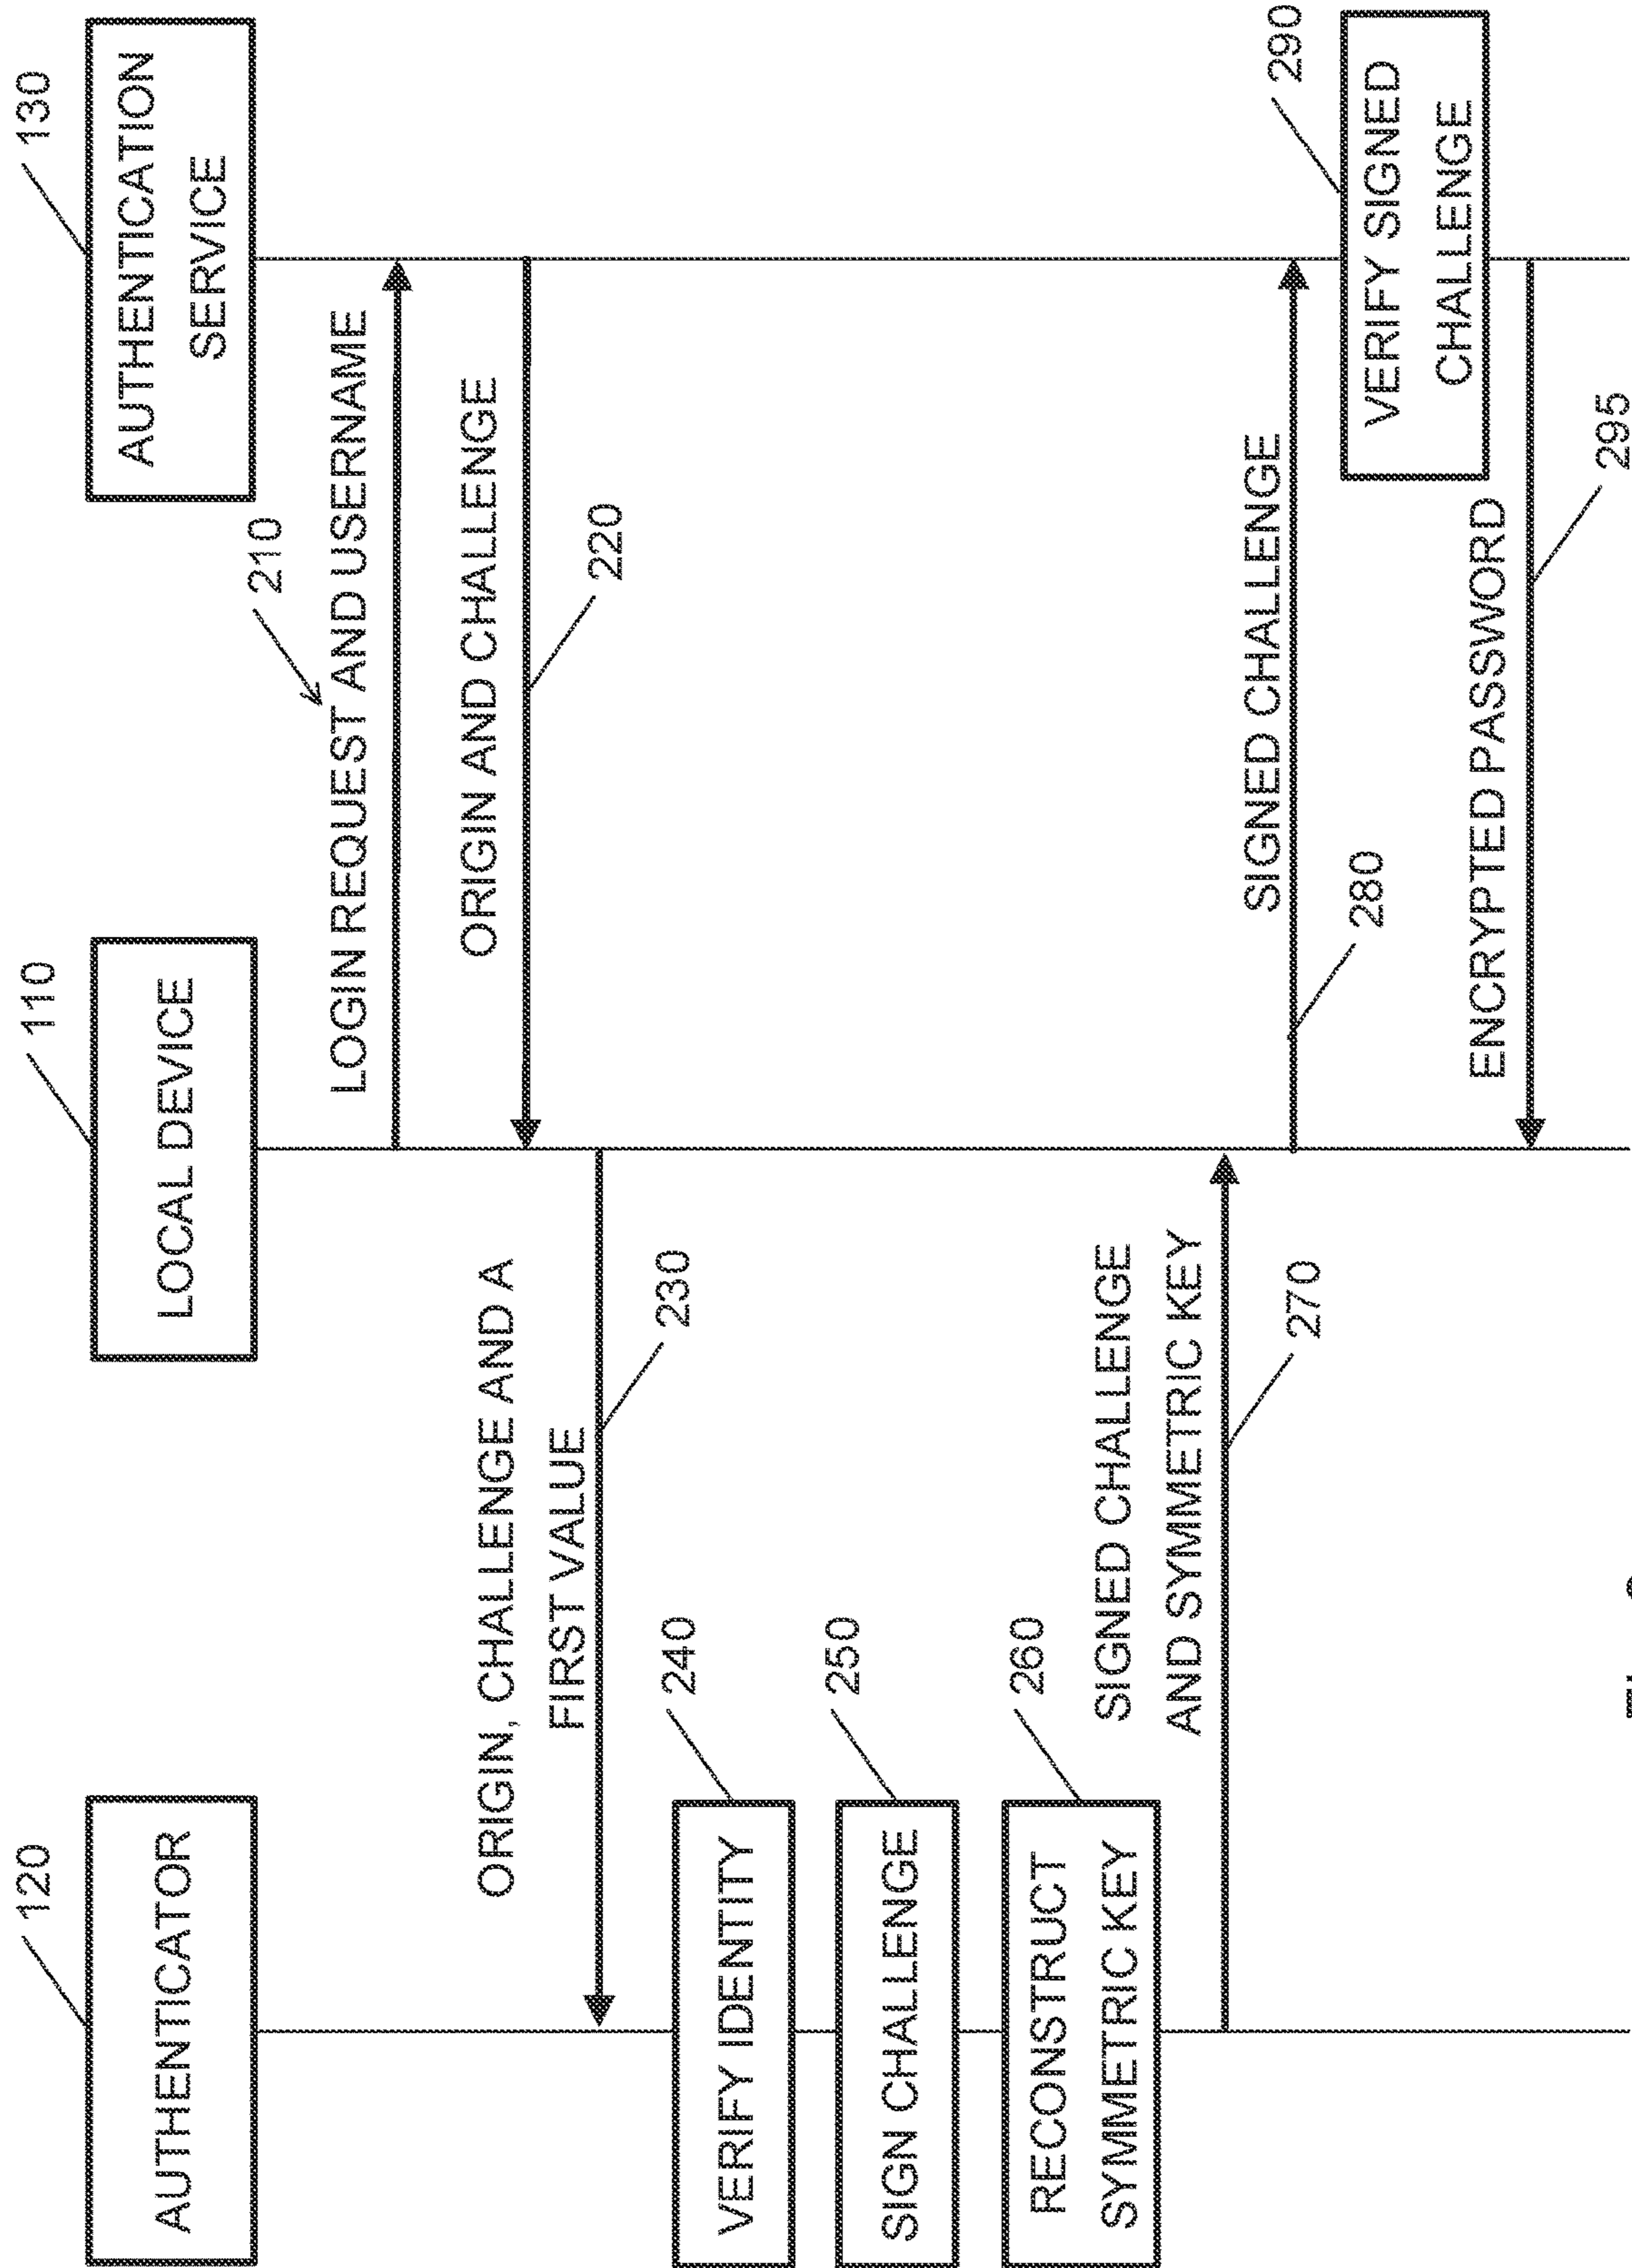 120
AUTHENTICATOR
110
LOCAL DEVICE
130
AUTHENTICATION
SERVICE
210
LOGIN REQUEST AND USERNAME
ORIGIN AND CHALLENGE
220
ORIGIN, CHALLENGE AND A
FIRST VALUE
230
240
VERIFY IDENTITY
250
SIGN CHALLENGE
260
RECONSTRUCT
SYMMETRIC KEY
SIGNED CHALLENGE
AND SYMMETRIC KEY
270
SIGNED CHALLENGE
280
290
VERIFY SIGNED
CHALLENGE
ENCRYPTED PASSWORD
295